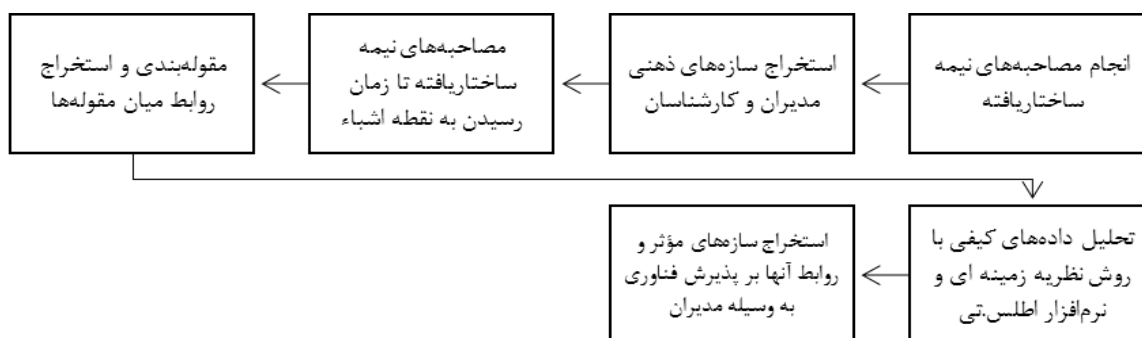 انجام مصاحبه‌های نیمه
ساختاریافته
استخراج سازه‌های ذهنی
مدیران و کارشناسان
مصاحبه‌های نیمه
ساختاریافته تا زمان
رسیدن به نقطه اشباء
مقوله‌بندی و استخراج
روابط میان مقوله‌ها
تحلیل داده‌های کیفی با
روش نظریه زمینه ای و
نرم‌افزار اطلس.تی
استخراج سازه‌های مؤثر و
روابط آنها بر پذیرش فناوری
به وسیله مدیران